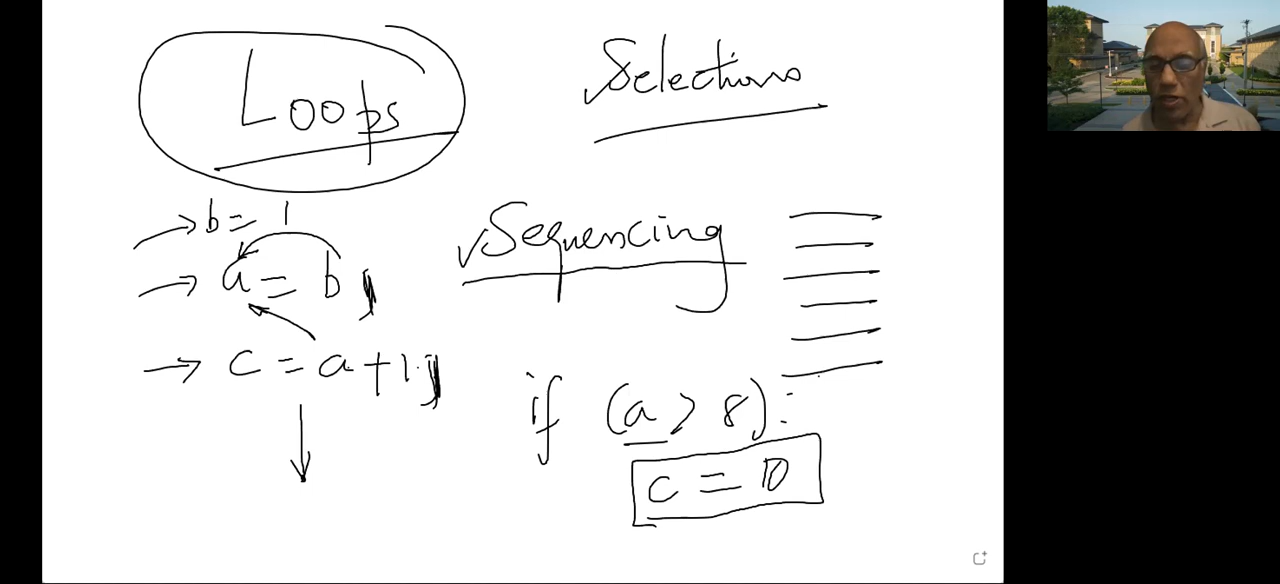 Loops
Selections
b = 1
Sequencing
a = b
c = a + 1
if (a > 8):
c = 10